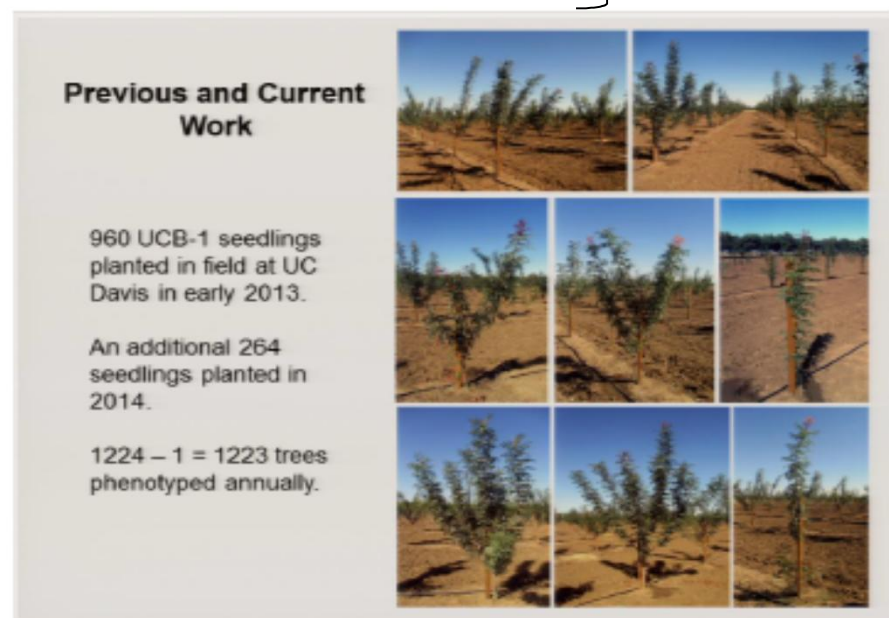 Previous and Current
Work
960 UCB-1 seedlings
planted in field at UC
Davis in early 2013.
An additional 264
seedlings planted in
2014.
1224 – 1 = 1223 trees
phenotyped annually.